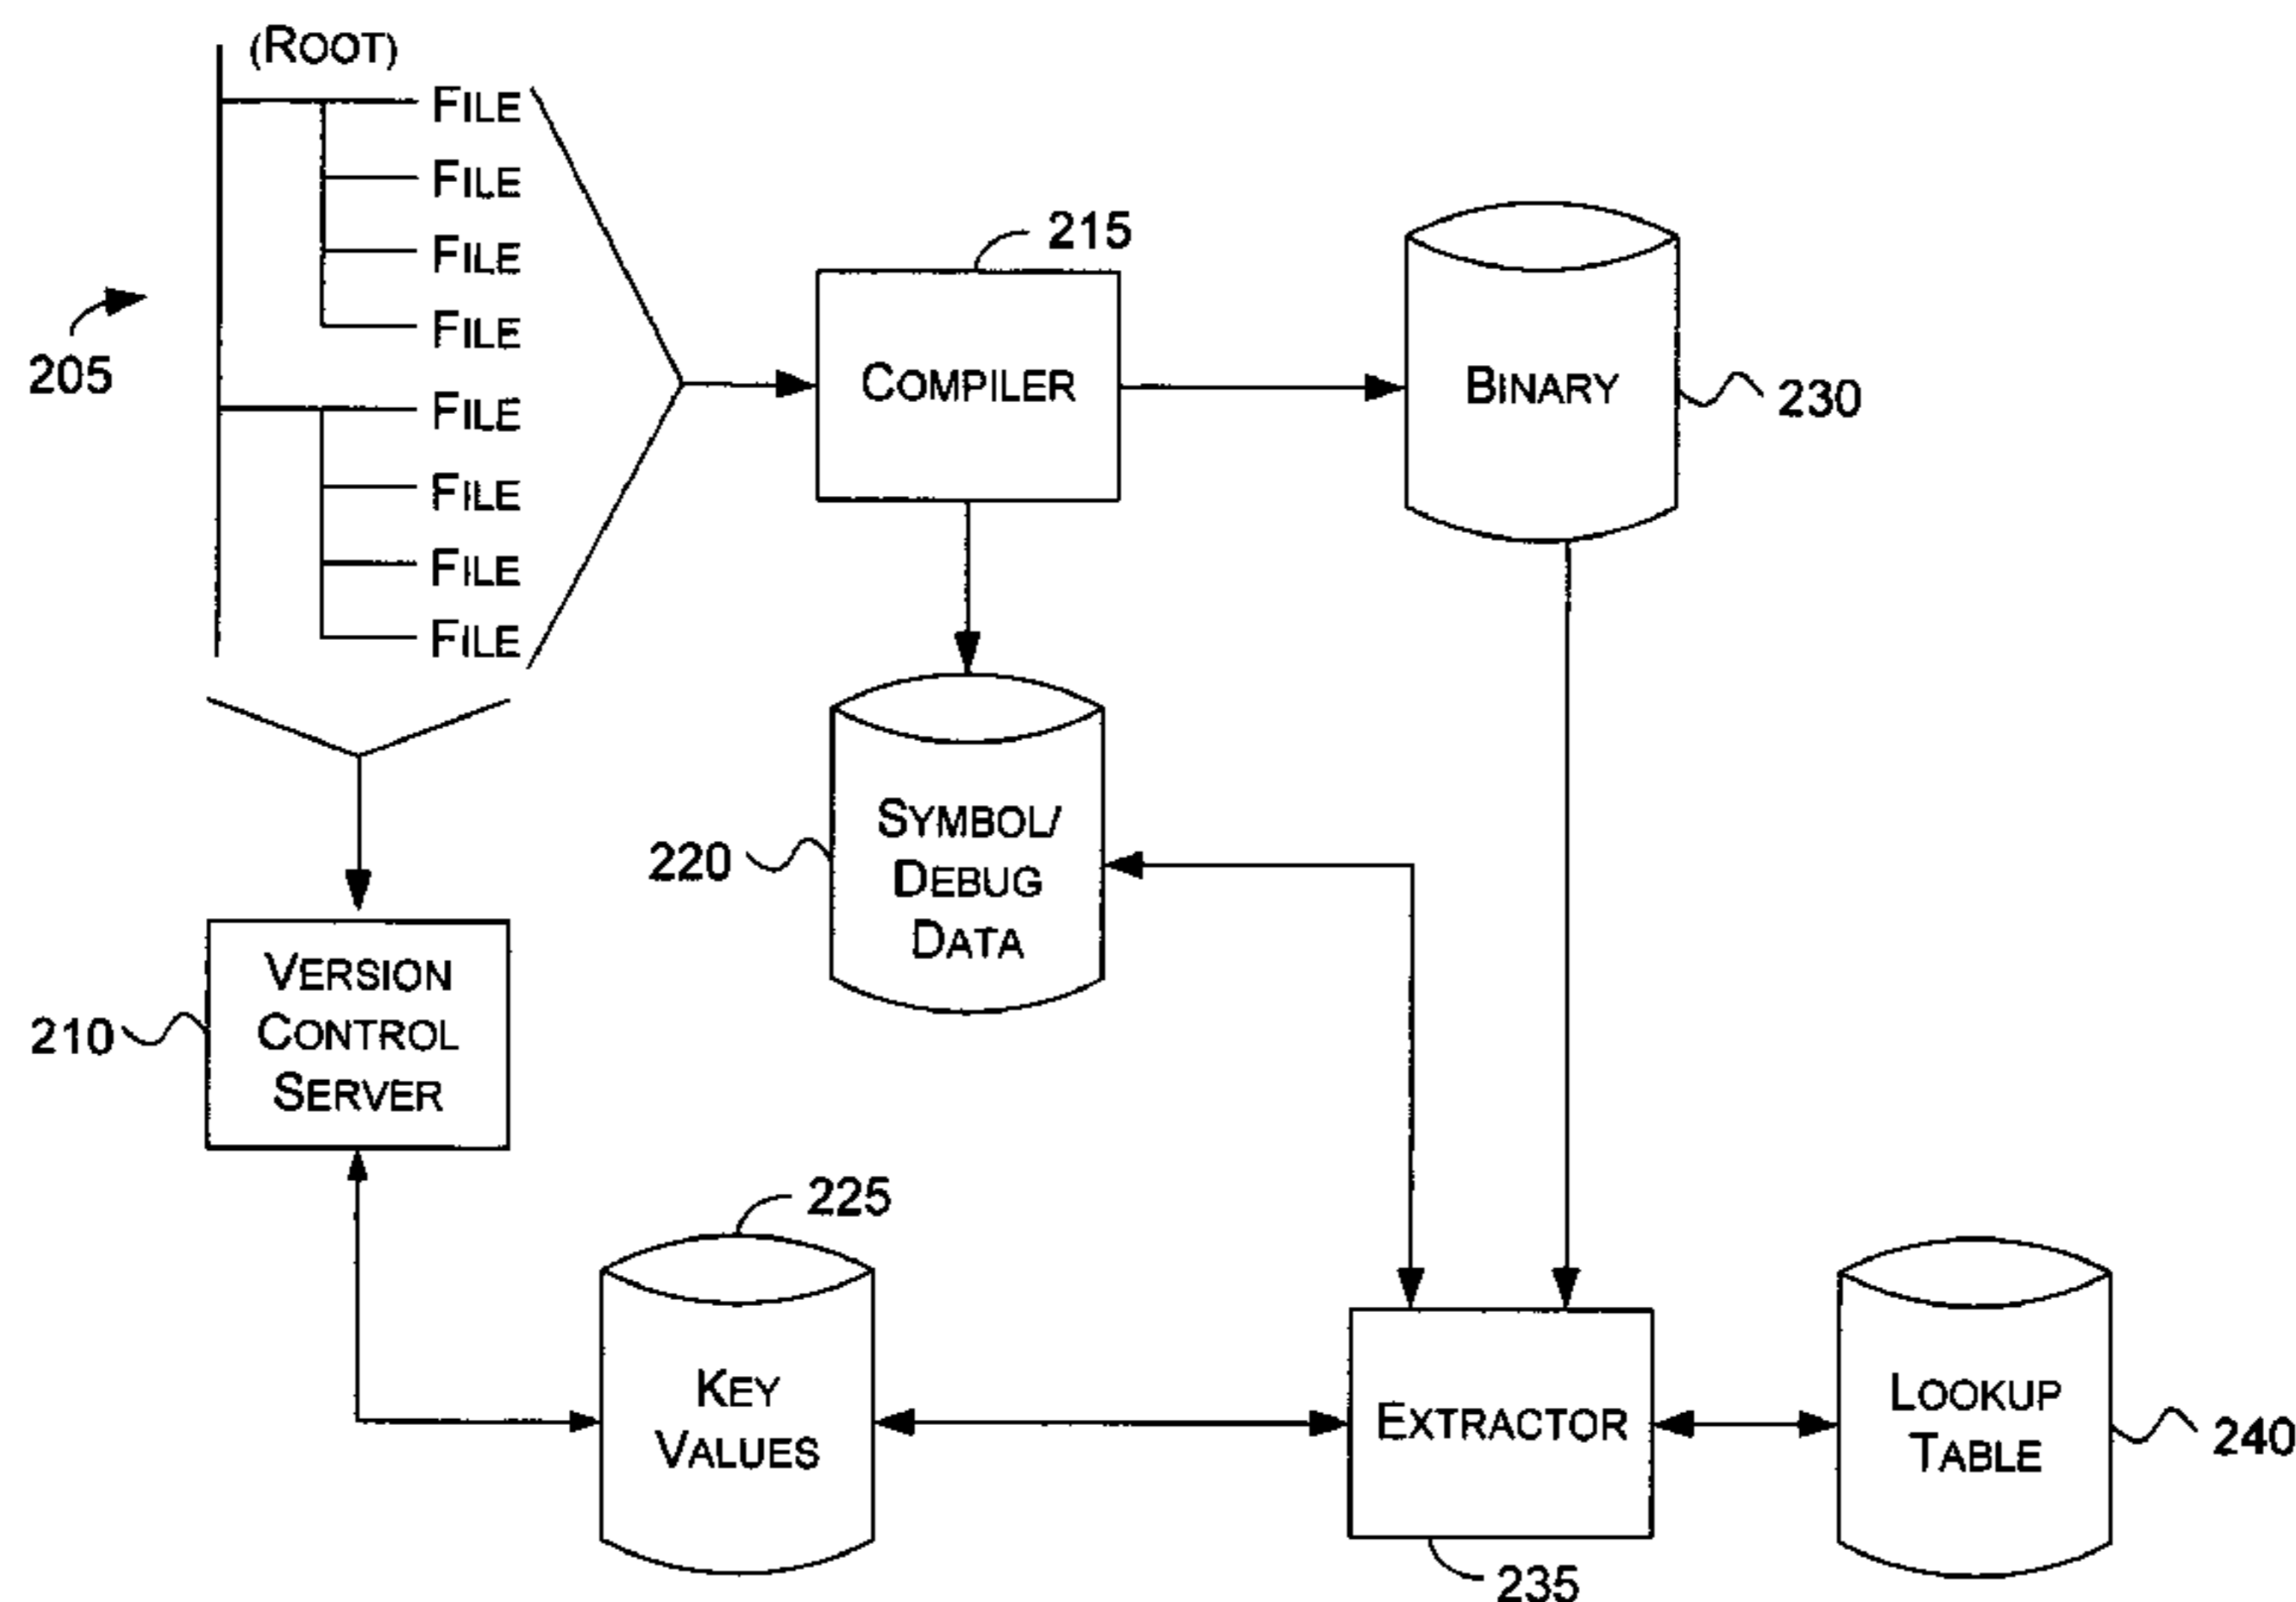 (ROOT)
FILE
FILE
FILE
FILE
FILE
FILE
FILE
FILE
205
215
COMPILER
BINARY
230
220
SYMBOL/
DEBUG
DATA
210
VERSION
CONTROL
SERVER
225
KEY
VALUES
EXTRACTOR
235
LOOKUP
TABLE
240